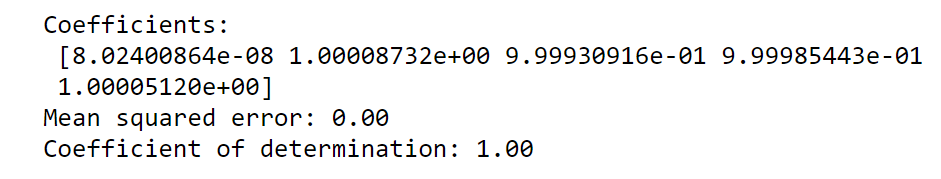 Coefficients:
[8.02400864e-08 1.00008732e+00 9.99930916e-01 9.99985443e-01
1.00005120e+00]
Mean squared error: 0.00
Coefficient of determination: 1.00